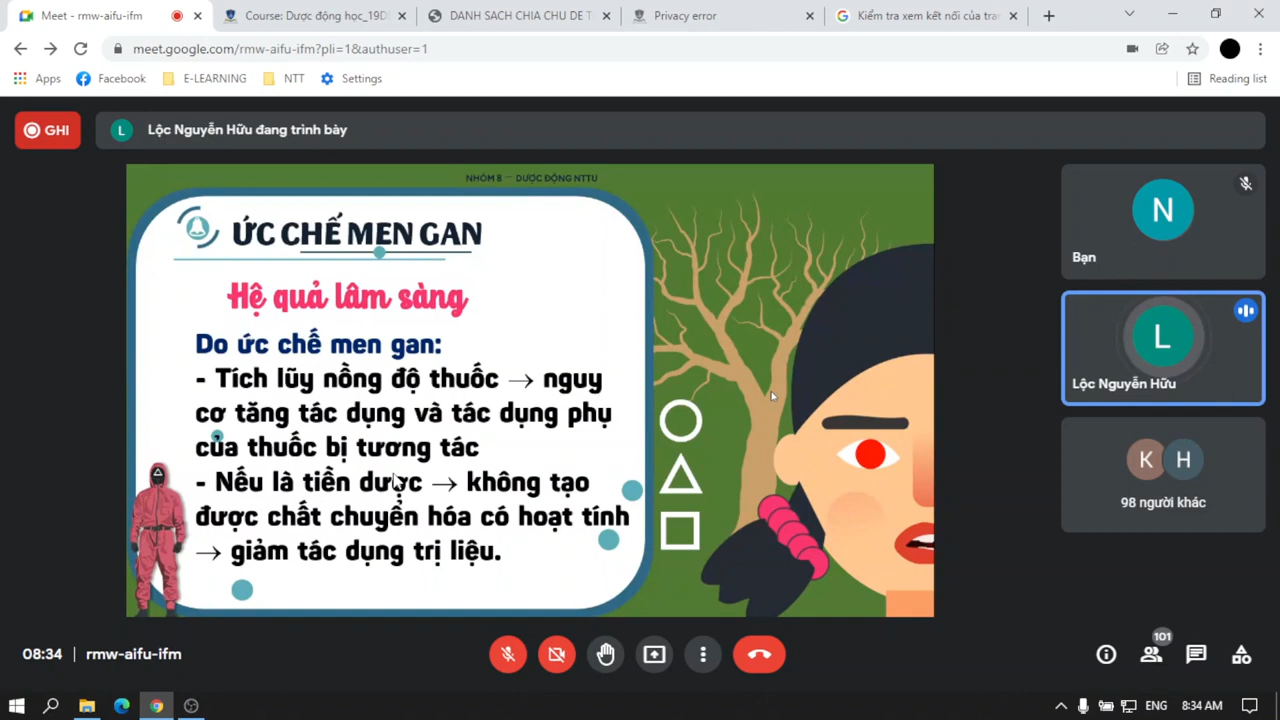 Meet - rmw-aifu-ifm
Course: Dược động học_19D
DANH SACH CHIA CHU DE T
Privacy error
Kiểm tra xem kết nối của tran
meet.google.com/rmw-aifu-ifm?pli=1&authuser=1
Apps
Facebook
E-LEARNING
NTT
Settings
Reading list
GHI
L
Lộc Nguyễn Hữu đang trình bày
NHÓM 8 — DƯỢC ĐỘNG NTTU
ỨC CHẾ MEN GAN
Hệ quả lâm sàng
Do ức chế men gan:
- Tích lũy nồng độ thuốc → nguy
cơ tăng tác dụng và tác dụng phụ
của thuốc bị tương tác
- Nếu là tiền dược → không tạo
được chất chuyển hóa có hoạt tính
→ giảm tác dụng trị liệu.
N
Bạn
L
Lộc Nguyễn Hữu
K
H
98 người khác
08:34
rmw-aifu-ifm
101
ENG
8:34 AM